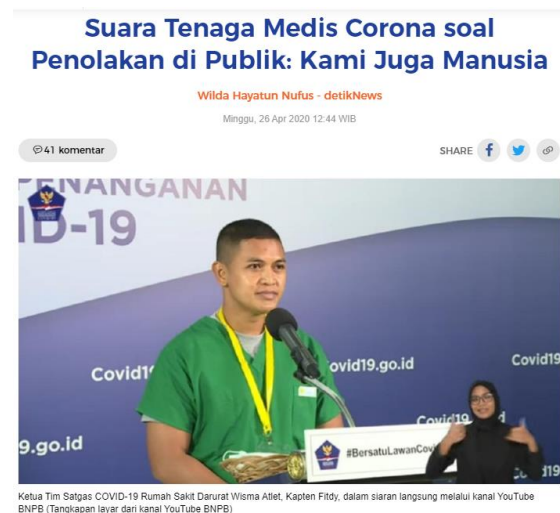 Suara Tenaga Medis Corona soal
Penolakan di Publik: Kami Juga Manusia
Wilda Hayatun Nufus - detikNews
Minggu, 26 Apr 2020 12:44 WIB
41 komentar
SHARE
PENANGANAN
ID-19
Covid19
ovid19.go.id
Covid19
9.go.id
Covid19
#BersatuLawanCovi
d19
Ketua Tim Satgas COVID-19 Rumah Sakit Darurat Wisma Atlet, Kapten Fitdy, dalam siaran langsung melalui kanal YouTube
BNPB (Tangkapan layar dari kanal YouTube BNPB)